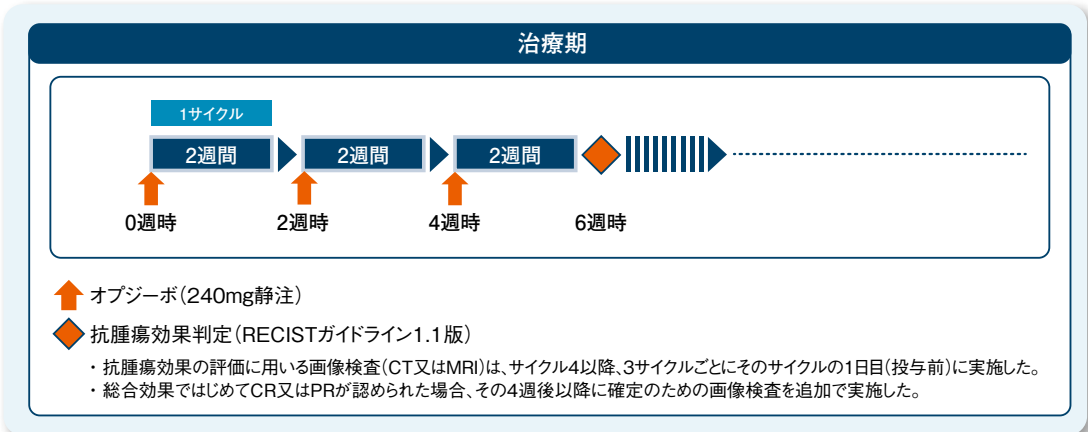 治療期
1サイクル
2週間 2週間 2週間
0週時 2週時 4週時 6週時
オプジーボ（240mg静注）
抗腫瘍効果判定（RECISTガイドライン1.1版）
・抗腫瘍効果の評価に用いる画像検査（CT又はMRI）は、サイクル4以降、3サイクルごとにそのサイクルの1日目（投与前）に実施した。
・総合効果ではじめてCR又はPRが認められた場合、その4週後以降に確定のための画像検査を追加で実施した。